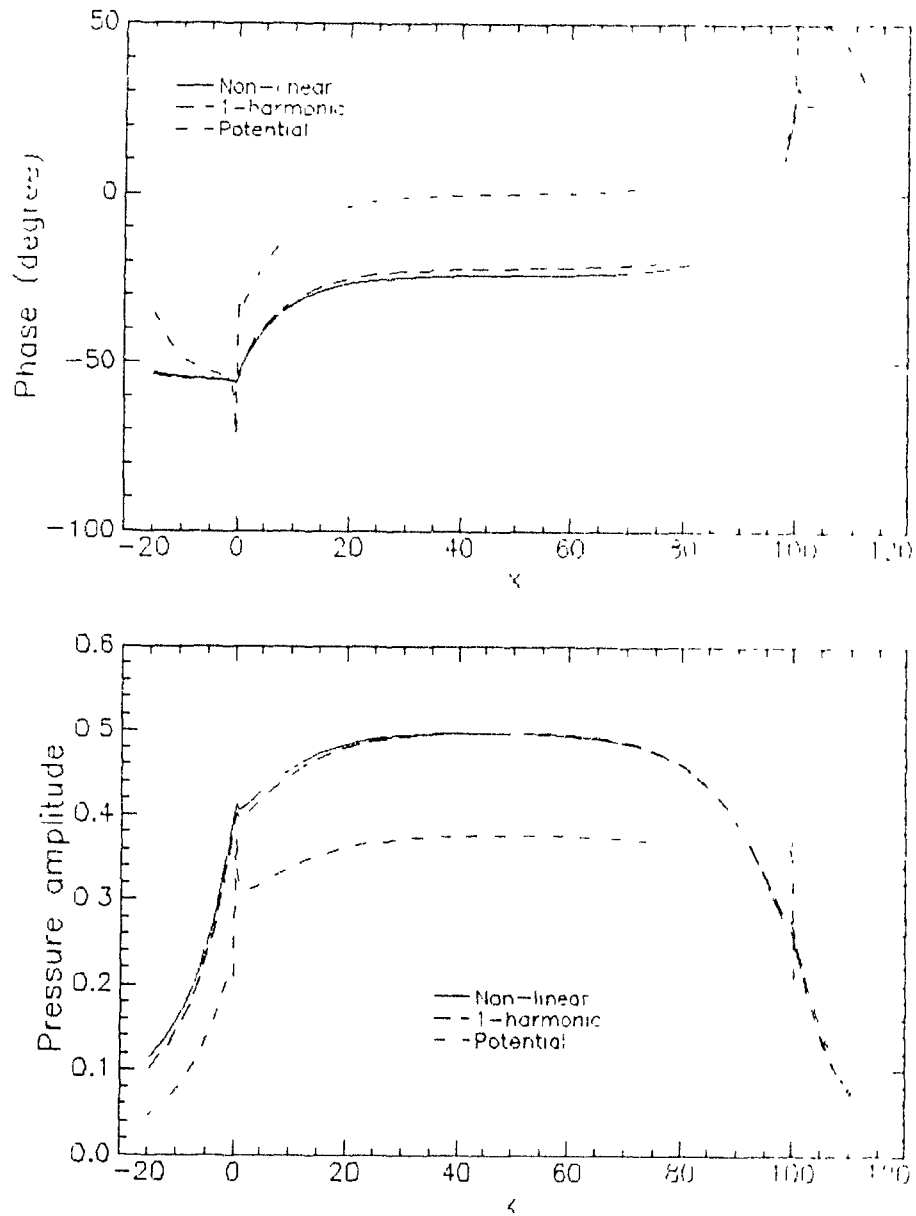 50
0
−50
−100
Phase (degrees)
Non-linear
1-harmonic
Potential
−20 0 20 40 60 80 100 120
x
0.6
0.5
0.4
0.3
0.2
0.1
0.0
Pressure amplitude
Non-linear
1-harmonic
Potential
−20 0 20 40 60 80 100 120